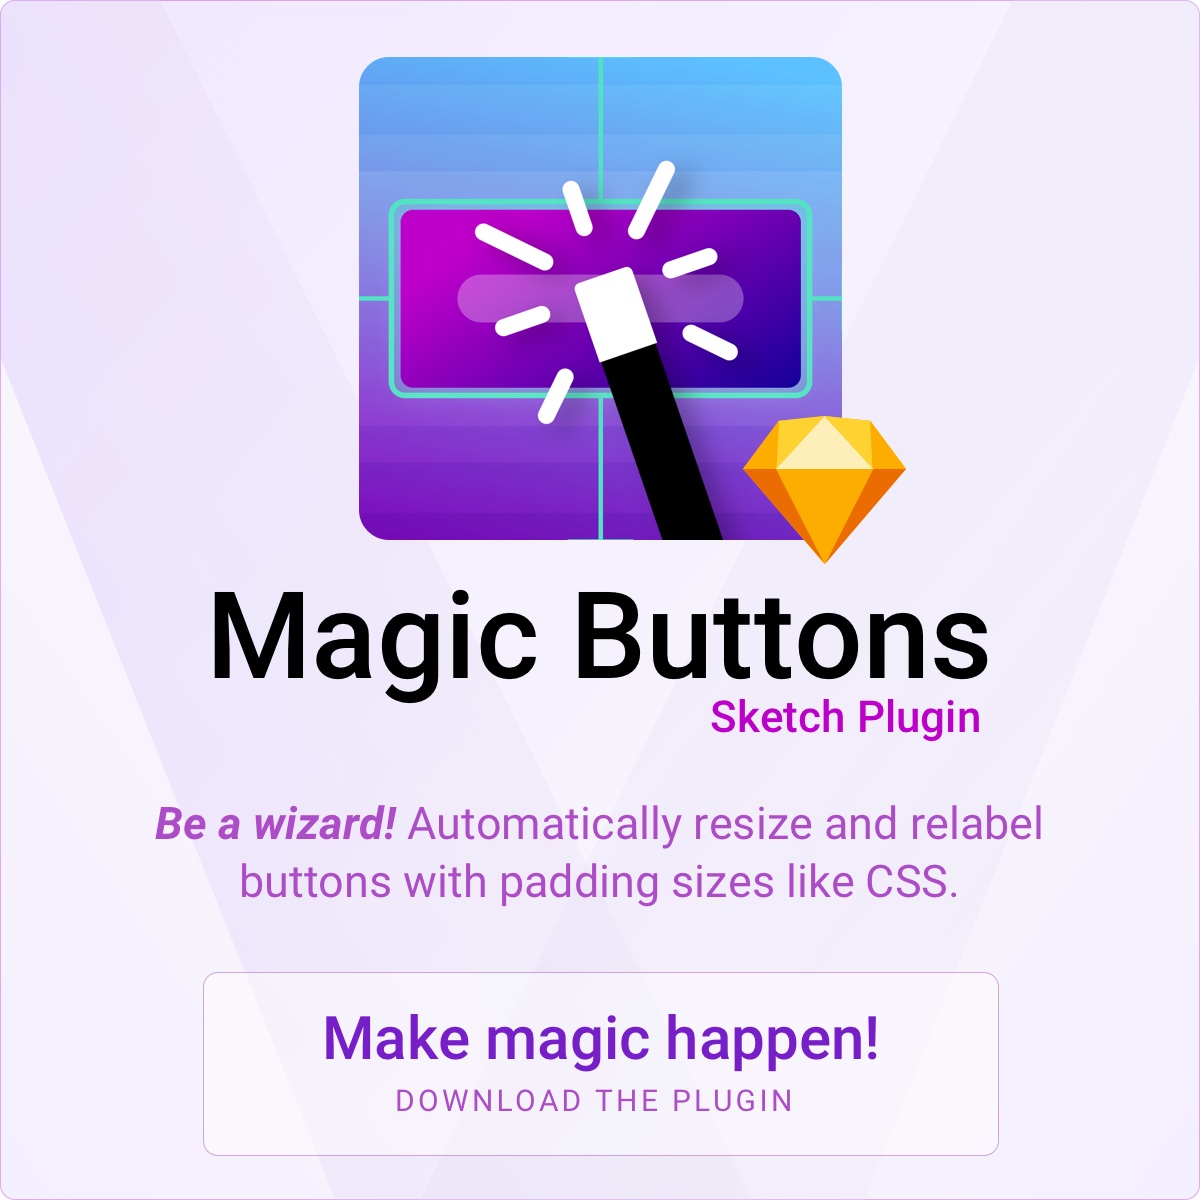 Magic Buttons
Sketch Plugin
Be a wizard! Automatically resize and relabel
buttons with padding sizes like CSS.
Make magic happen!
DOWNLOAD THE PLUGIN